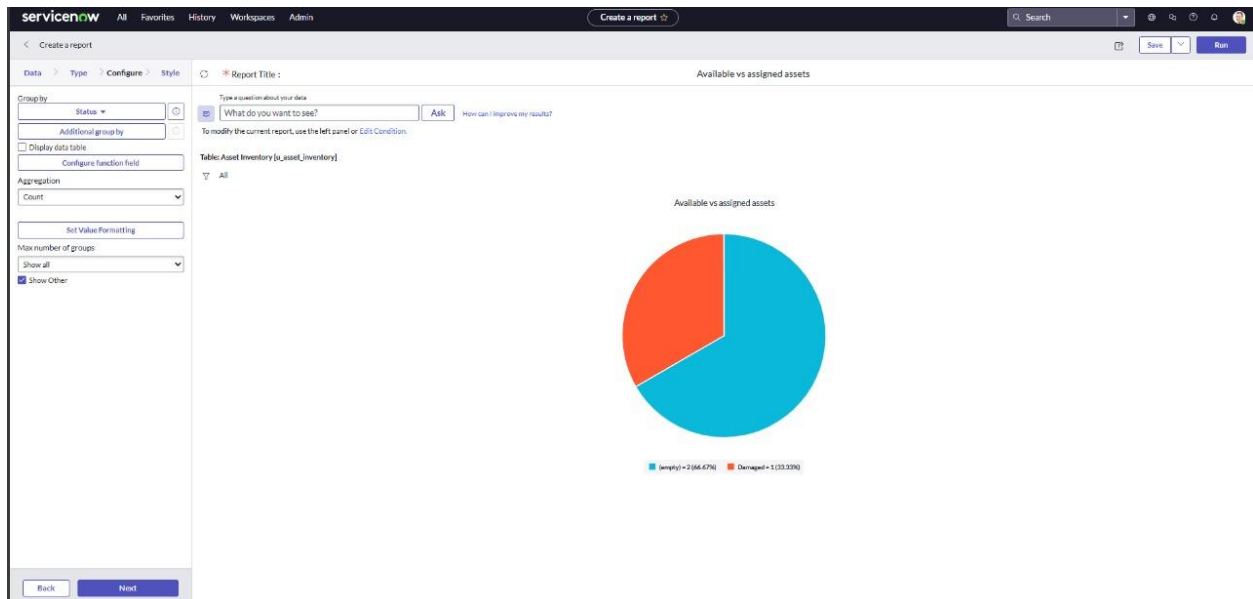 servicenow All Favorites History Workspaces Admin Create a report Search
Create a report Save Run
Data Type Configure Style Report Title : Available vs assigned assets
Group by
Status
Additional group by
Display data table
Configure function field
Aggregation
Count
Set Value Formatting
Max number of groups
Show all
Show Other
Back Next
Type a question about your data
What do you want to see? Ask How can I improve my results?
To modify the current report, use the left panel or Edit Condition.
Table: Asset Inventory [u_asset_inventory]
All
Available vs assigned assets
(empty) = 2 (66.67%) Damaged = 1 (33.33%)